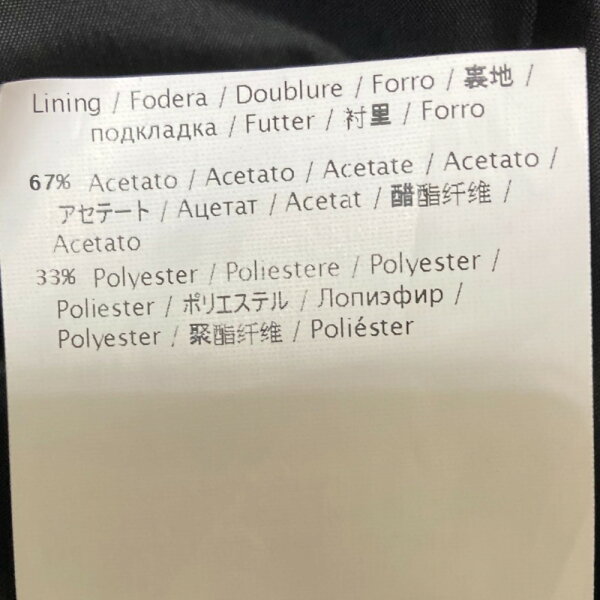 Lining / Fodera / Doublure / Forro / 裏地 /
подкладка / Futter / 衬里 / Forro
67% Acetato / Acetato / Acetate / Acetato /
アセテート / Ацетат / Acetat / 醋酯纤维 /
Acetato
33% Polyester / Poliestere / Polyester /
Poliester / ポリエステル / Лопиэфир /
Polyester / 聚酯纤维 / Poliéster